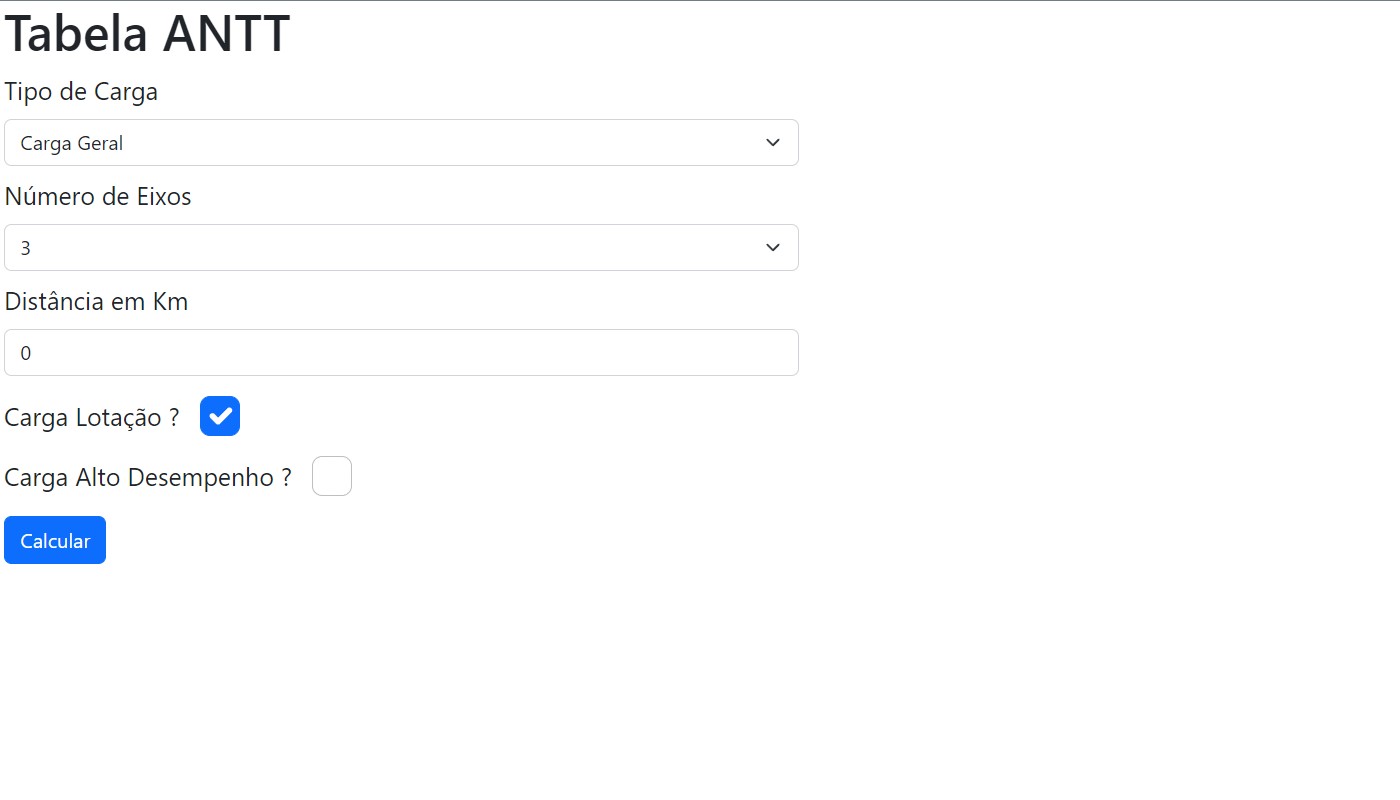 Tabela ANTT
Tipo de Carga
Carga Geral
Número de Eixos
3
Distância em Km
0
Carga Lotação ?
Carga Alto Desempenho ?
Calcular